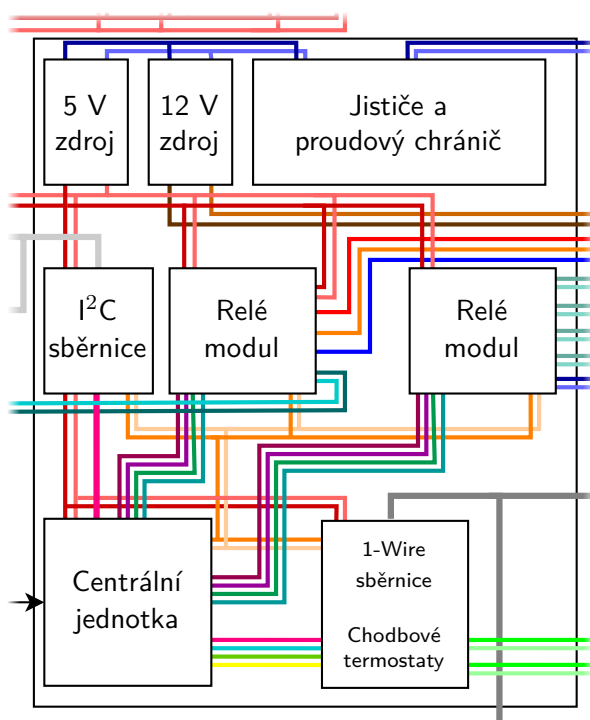 5 V
zdroj
12 V
zdroj
Jističe a
proudový chránič
I²C
sběrnice
Relé
modul
Relé
modul
Centrální
jednotka
1-Wire
sběrnice
Chodbové
termostaty